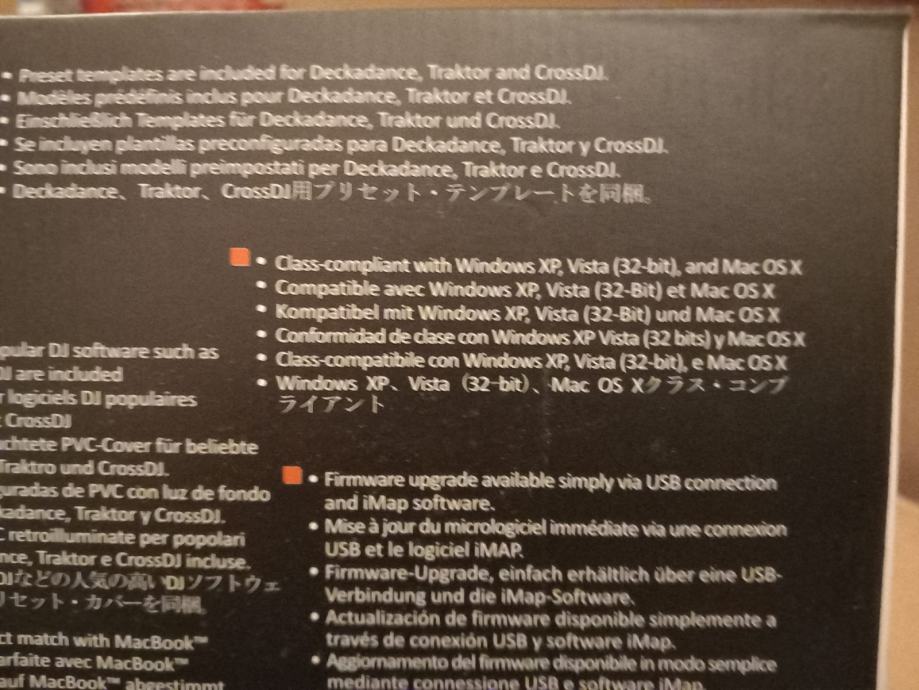 • Preset templates are included for Deckadance, Traktor and CrossDJ.
• Modèles prédéfinis inclus pour Deckadance, Traktor et CrossDJ.
• Einschließlich Templates für Deckadance, Traktor und CrossDJ.
• Se incluyen plantillas preconfiguradas para Deckadance, Traktor y CrossDJ.
• Sono inclusi modelli preimpostati per Deckadance, Traktor e CrossDJ.
• Deckadance、Traktor、CrossDJ用プリセット・テンプレートを同梱。
• Class-compliant with Windows XP, Vista (32-bit), and Mac OS X
• Compatible avec Windows XP, Vista (32-Bit) et Mac OS X
• Kompatibel mit Windows XP, Vista (32-Bit) und Mac OS X
• Conformidad de clase con Windows XP Vista (32 bits) y Mac OS X
• Class-compatibile con Windows XP, Vista (32-bit), e Mac OS X
• Windows XP、Vista（32-bit）、Mac OS Xクラス・コンプ
ライアント
pular DJ software such as
DJ are included
r logiciels DJ populaires
t CrossDJ
uchtete PVC-Cover für beliebte
Traktro und CrossDJ.
guradas de PVC con luz de fondo
kadance, Traktor y CrossDJ.
C retroilluminate per popolari
nce, Traktor e CrossDJ incluse.
DJなどの人気の高いDJソフトウェ
リセット・カバーを同梱。
ct match with MacBook™
arfaite avec MacBook™
auf MacBook™ abgestimmt
• Firmware upgrade available simply via USB connection
and iMap software.
• Mise à jour du micrologiciel immédiate via une connexion
USB et le logiciel iMAP.
• Firmware-Upgrade, einfach erhältlich über eine USB-
Verbindung und die iMap-Software.
• Actualización de firmware disponible simplemente a
través de conexión USB y software iMap.
• Aggiornamento del firmware disponibile in modo semplice
mediante connessione USB e software iMap.